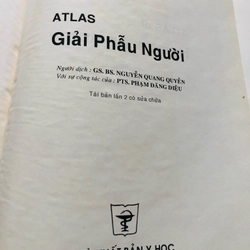 ATLAS
Giải Phẫu Người
Người dịch : GS. BS. NGUYỄN QUANG QUYỀN
Với sự cộng tác của : PTS. PHẠM ĐĂNG DIỆU
Tái bản lần 2 có sửa chữa
XUẤT BẢN Y HỌC